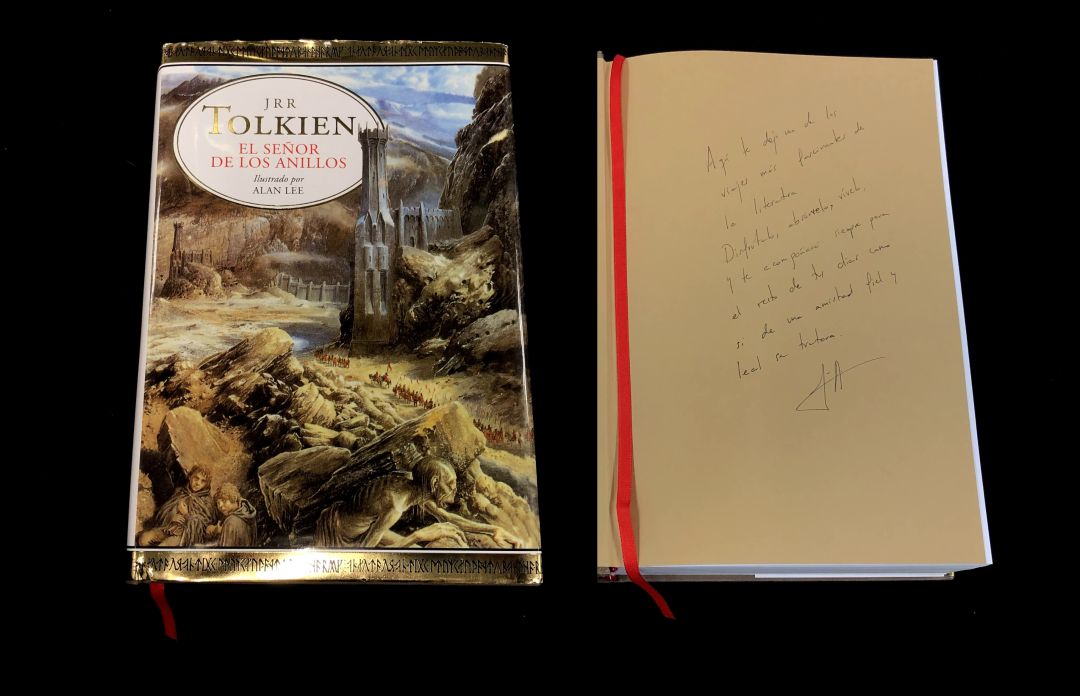 JRR
TOLKIEN
EL SEÑOR
DE LOS ANILLOS
Ilustrado por
ALAN LEE
Aquí te dejo uno de los
viajes más fascinantes de
la literatura
Disfrútalo, absórvelo, vívelo,
y te acompañará siempre para
el resto de tus días como
si de una amistad fiel y
leal se tratara.